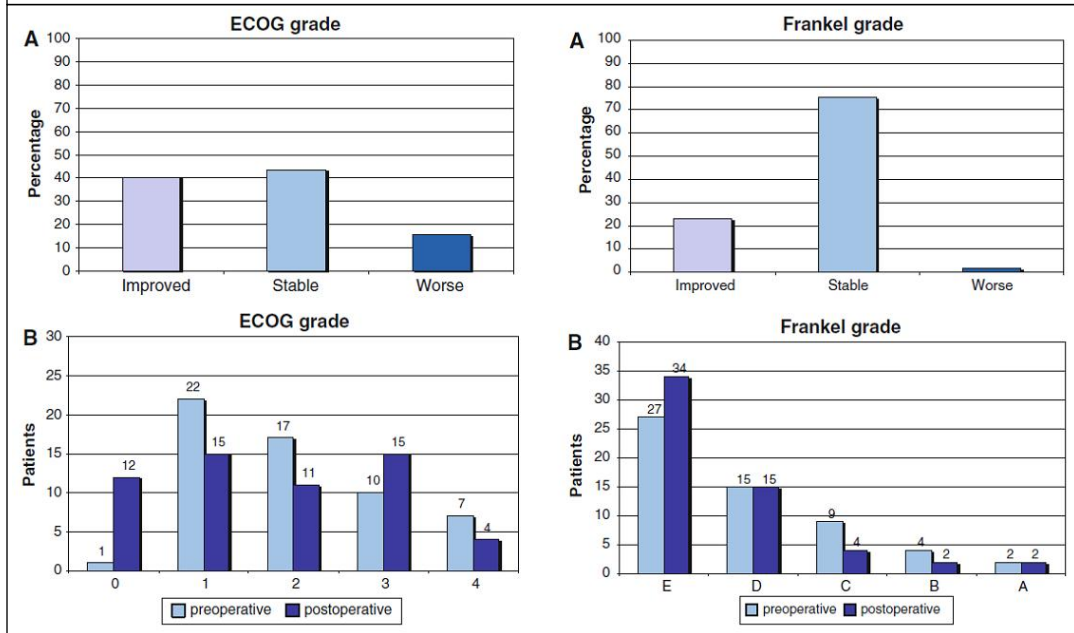 ECOG grade
A
100
90
80
70
60
50
40
30
20
10
0
Percentage
Improved Stable Worse
Frankel grade
A
100
90
80
70
60
50
40
30
20
10
0
Percentage
Improved Stable Worse
ECOG grade
B
30
25
20
15
10
5
0
Patients
1 12 22 15 17 11 10 15 7 4
0 1 2 3 4
preoperative postoperative
Frankel grade
B
40
35
30
25
20
15
10
5
0
Patients
27 34 15 15 9 4 4 2 2 2
E D C B A
preoperative postoperative